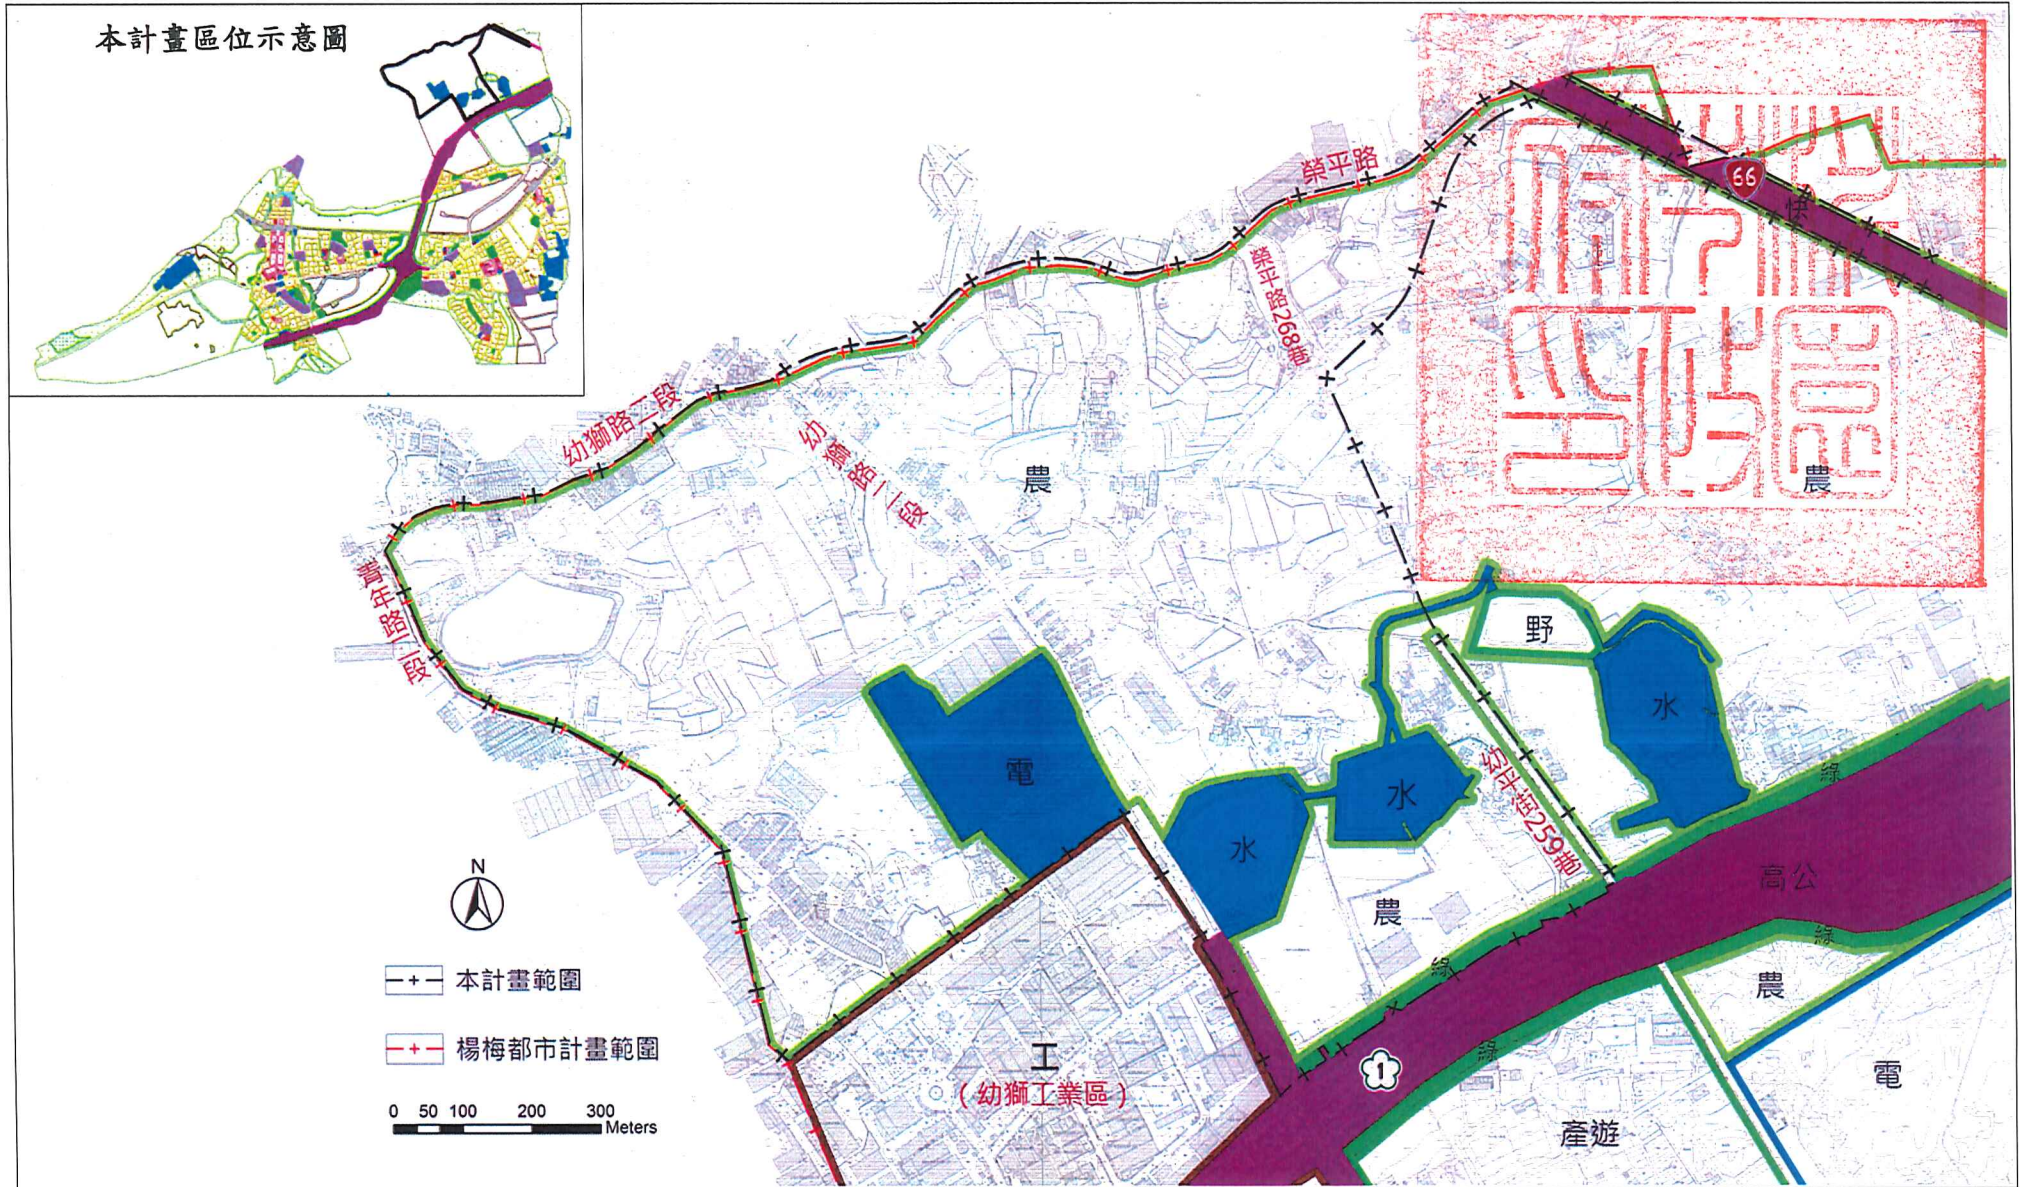 本計畫區位示意圖
66
快
榮平路
榮平路268巷
幼獅路二段
幼獅路二段
農
農
青年路二段
野
水
電
水
水
幼平街259巷
綠
高公
農
綠
綠
農
N
本計畫範圍
楊梅都市計畫範圍
工
(幼獅工業區)
1
綠
電
產遊
0 50 100 200 300
Meters